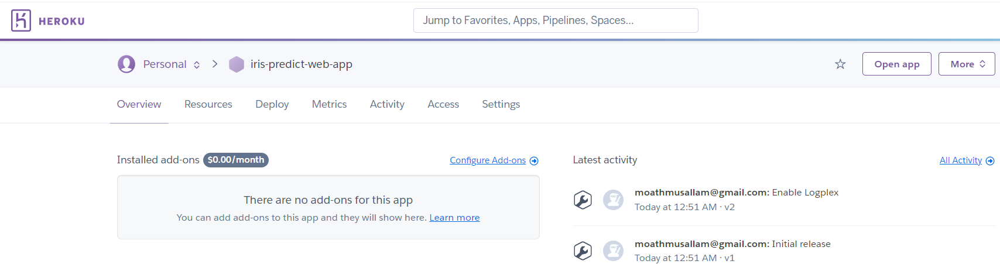 HEROKU
Jump to Favorites, Apps, Pipelines, Spaces...
Personal
iris-predict-web-app
Open app
More
Overview
Resources
Deploy
Metrics
Activity
Access
Settings
Installed add-ons $0.00/month
Configure Add-ons
There are no add-ons for this app
You can add add-ons to this app and they will show here. Learn more
Latest activity
All Activity
moathmusallam@gmail.com: Enable Logplex
Today at 12:51 AM · v2
moathmusallam@gmail.com: Initial release
Today at 12:51 AM · v1